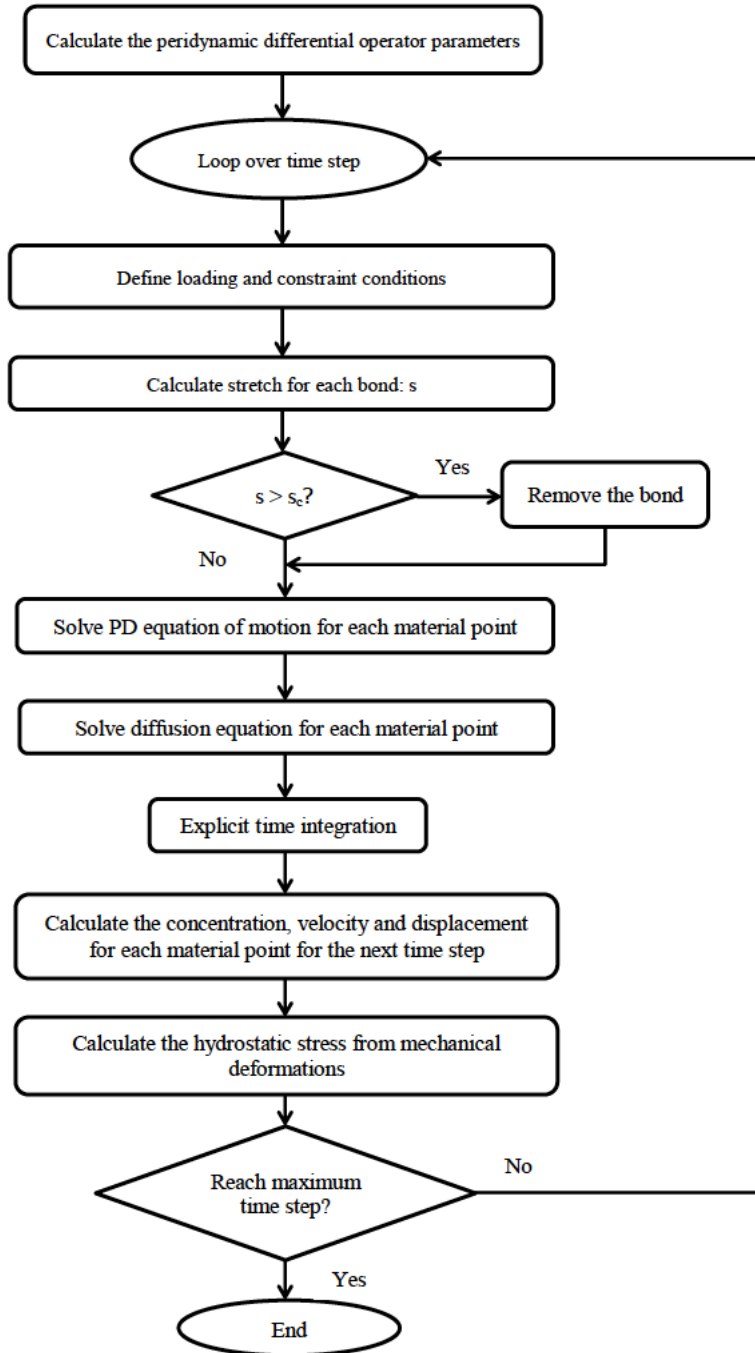 Calculate the peridynamic differential operator parameters
Loop over time step
Define loading and constraint conditions
Calculate stretch for each bond: s
Yes
s > sc?
Remove the bond
No
Solve PD equation of motion for each material point
Solve diffusion equation for each material point
Explicit time integration
Calculate the concentration, velocity and displacement
for each material point for the next time step
Calculate the hydrostatic stress from mechanical
deformations
No
Reach maximum
time step?
Yes
End